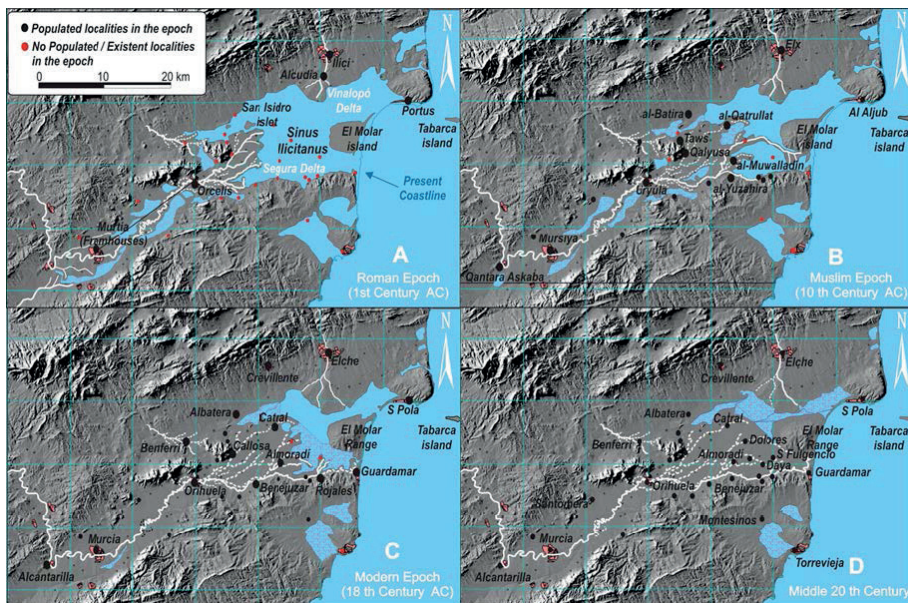 Populated localities in the epoch
No Populated / Existent localities
in the epoch
0 10 20 km
N
Ilici
Alcudia
Vinalopó
Delta
Portus
San Isidro
islet
Sinus
Ilicitanus
El Molar
island
Tabarca
island
Segura Delta
Orcelis
Present
Coastline
Murtia
(Framhouses)
A
Roman Epoch
(1st Century AC)
N
Elx
al-Batira
al-Qatrullat
Al Aljub
Taws
Qalyusa
El Molar
island
Tabarca
island
al-Muwalladin
Uryula
al-Yuzahira
Mursiya
Qantara Askaba
B
Muslim Epoch
(10 th Century AC)
N
Elche
Crevillente
Albatera
Catral
S Pola
Benferri
Callosa
El Molar
Range
Tabarca
island
Almoradi
Guardamar
Orihuela
Benejuzar
Rojales
Murcia
Alcantarilla
C
Modern Epoch
(18 th Century AC)
N
Elche
Crevillente
Albatera
Catral
S Pola
Benferri
Dolores
El Molar
Range
Tabarca
island
Almoradi
S Fulgencio
Daya
Guardamar
Orihuela
Benejuzar
Santomera
Montesinos
Murcia
Alcantarilla
Torrevieja
D
Middle 20 th Century